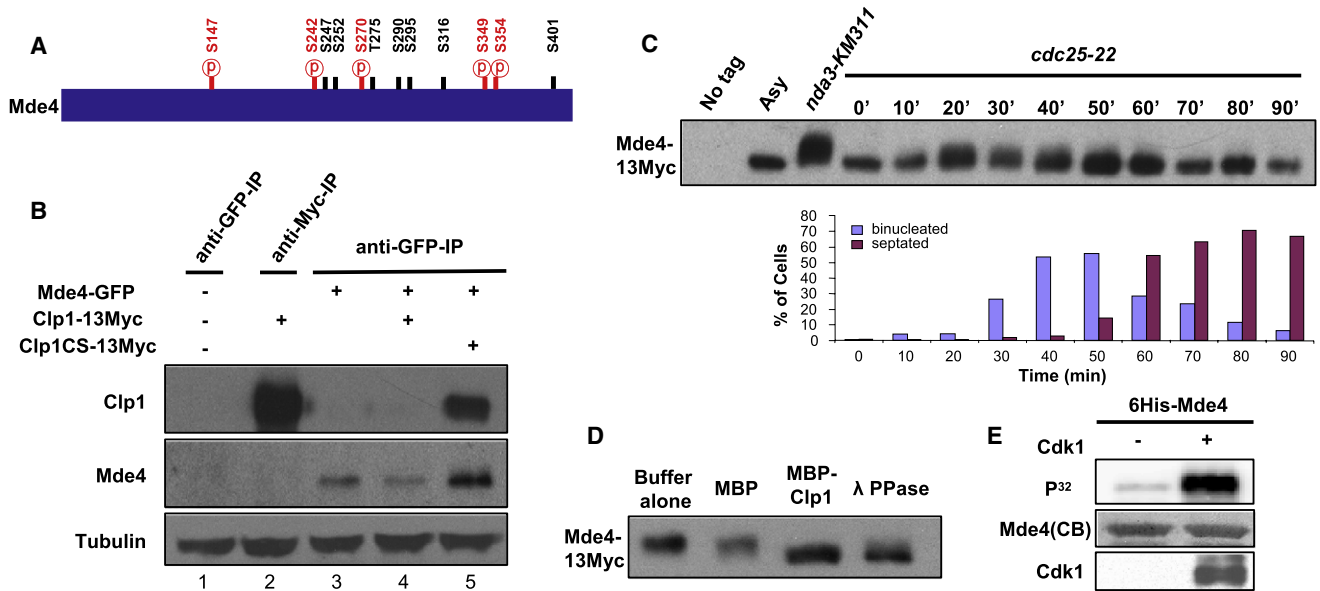 A
S147
S242
S247
S252
S270
T275
S290
S295
S316
S349
S354
S401
p p p p p
Mde4
B
anti-GFP-IP
anti-Myc-IP
anti-GFP-IP
Mde4-GFP - + + +
Clp1-13Myc - + +
Clp1CS-13Myc - +
Clp1
Mde4
Tubulin
1 2 3 4 5
C
No tag
Asy
nda3-KM311
cdc25-22
0’ 10’ 20’ 30’ 40’ 50’ 60’ 70’ 80’ 90’
Mde4-
13Myc
80
70
60
50
40
30
20
10
0
% of Cells
binucleated
septated
0 10 20 30 40 50 60 70 80 90
Time (min)
D
Buffer
alone
MBP
MBP-
Clp1
λ PPase
Mde4-
13Myc
E
6His-Mde4
Cdk1 - +
P32
Mde4(CB)
Cdk1